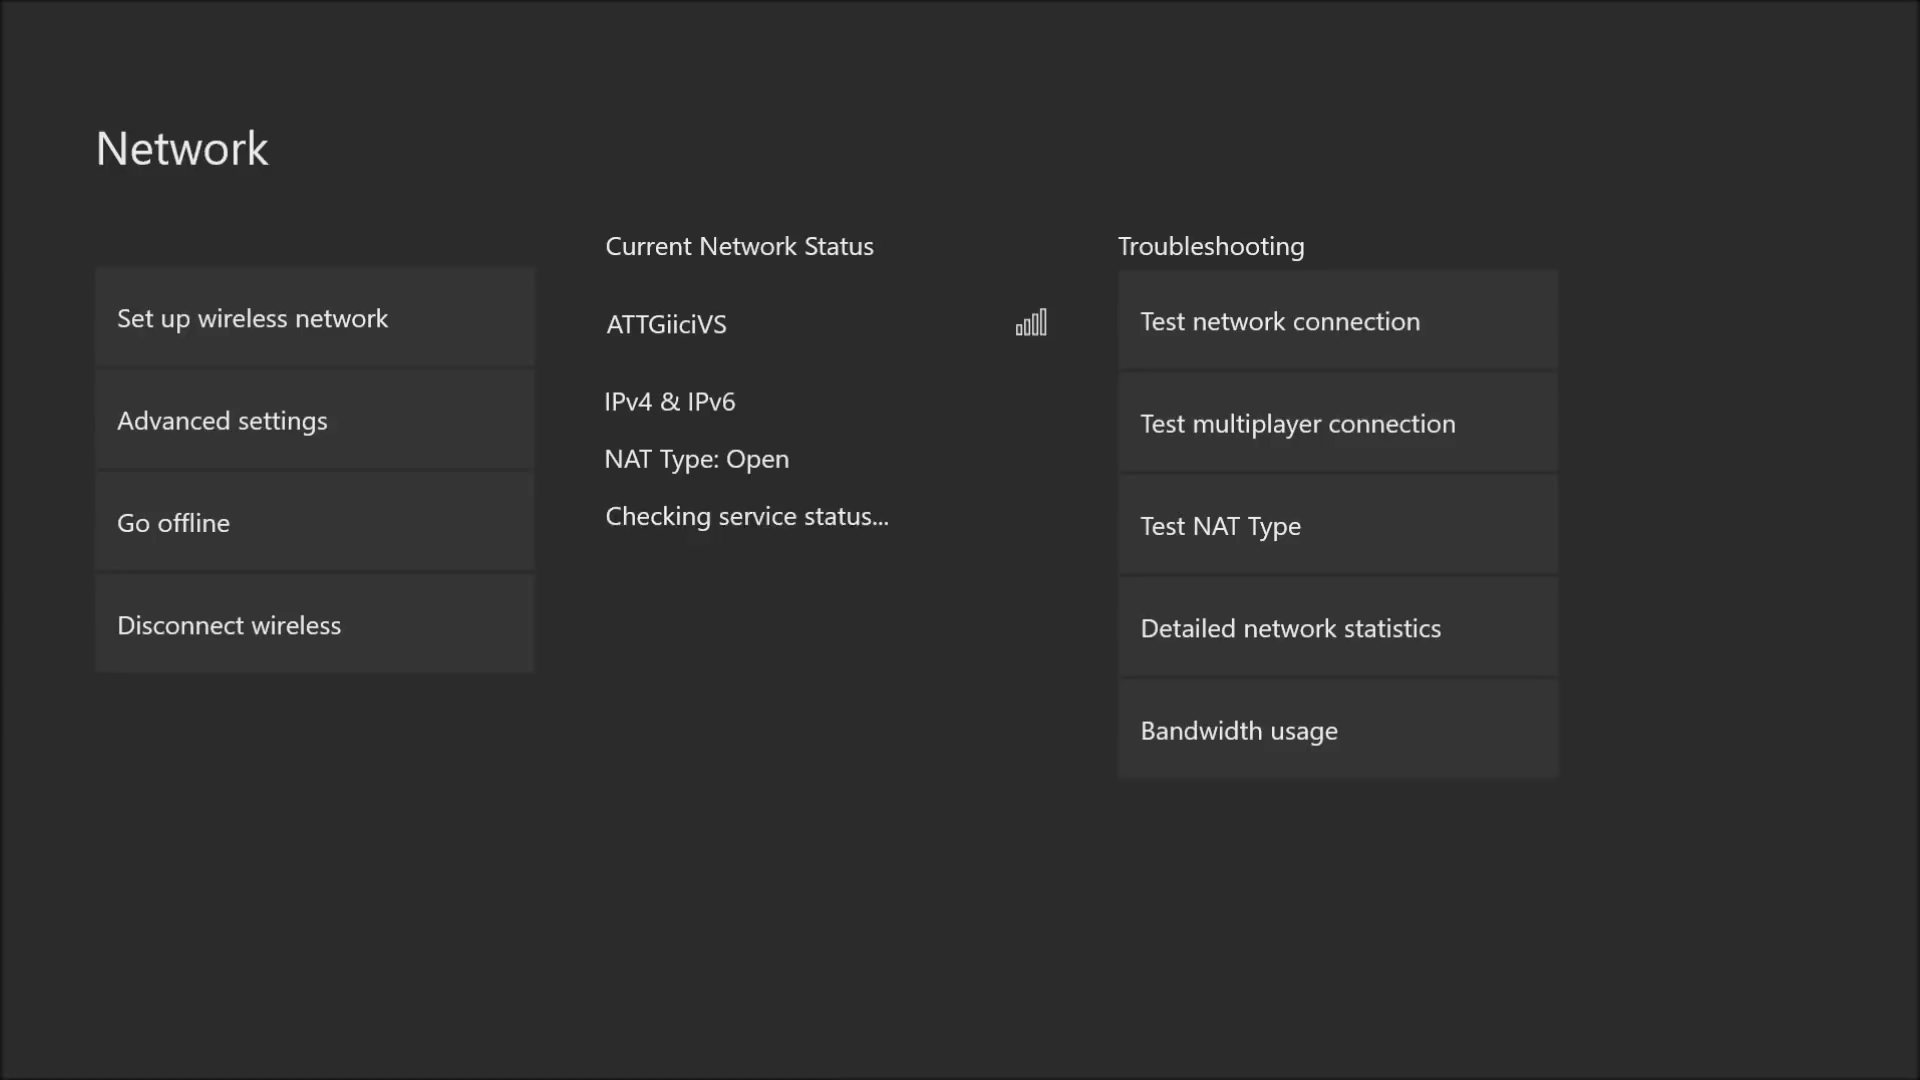 Network
Set up wireless network
Advanced settings
Go offline
Disconnect wireless
Current Network Status
ATTGiiciVS
IPv4 & IPv6
NAT Type: Open
Checking service status...
Troubleshooting
Test network connection
Test multiplayer connection
Test NAT Type
Detailed network statistics
Bandwidth usage